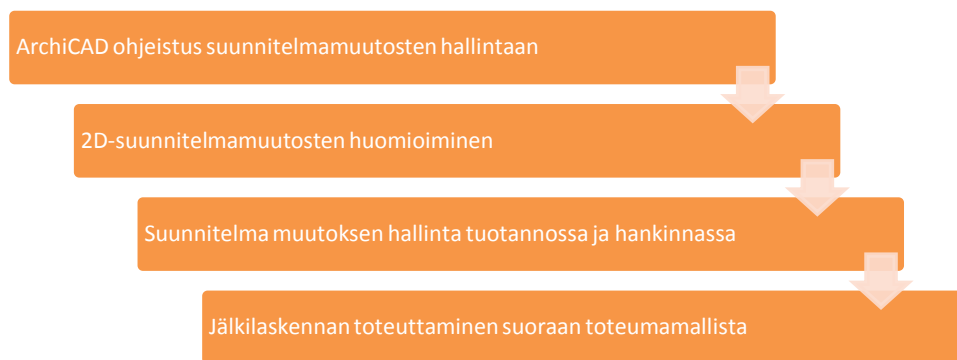 ArchiCAD ohjeistus suunnitelmamuutosten hallintaan
2D-suunnitelmamuutosten huomioiminen
Suunnitelma muutoksen hallinta tuotannossa ja hankinnassa
Jälkilaskennan toteuttaminen suoraan toteumamallista